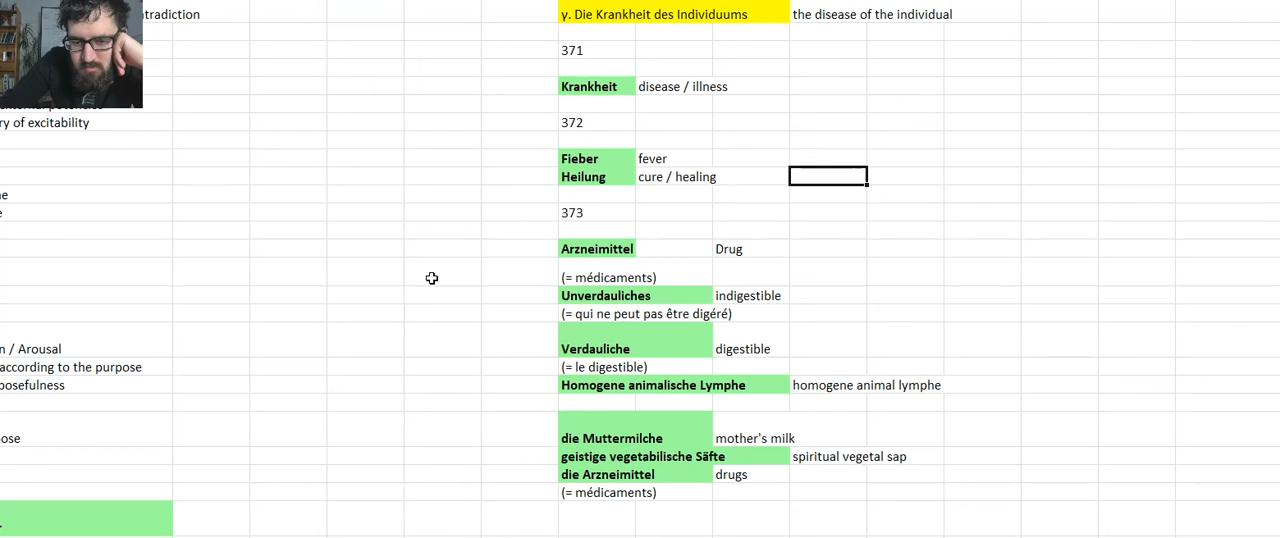 ntradiction
γ. Die Krankheit des Individuums the disease of the individual
371
Krankheit disease / illness
ry of excitability
372
Fieber fever
Heilung cure / healing
ne
e
373
Arzneimittel Drug
(= médicaments)
Unverdauliches indigestible
(= qui ne peut pas être digéré)
n / Arousal
Verdauliche digestible
according to the purpose
(= le digestible)
posefulness
Homogene animalische Lymphe homogene animal lymphe
ose
die Muttermilche mother's milk
geistige vegetabilische Säfte spiritual vegetal sap
die Arzneimittel drugs
(= médicaments)